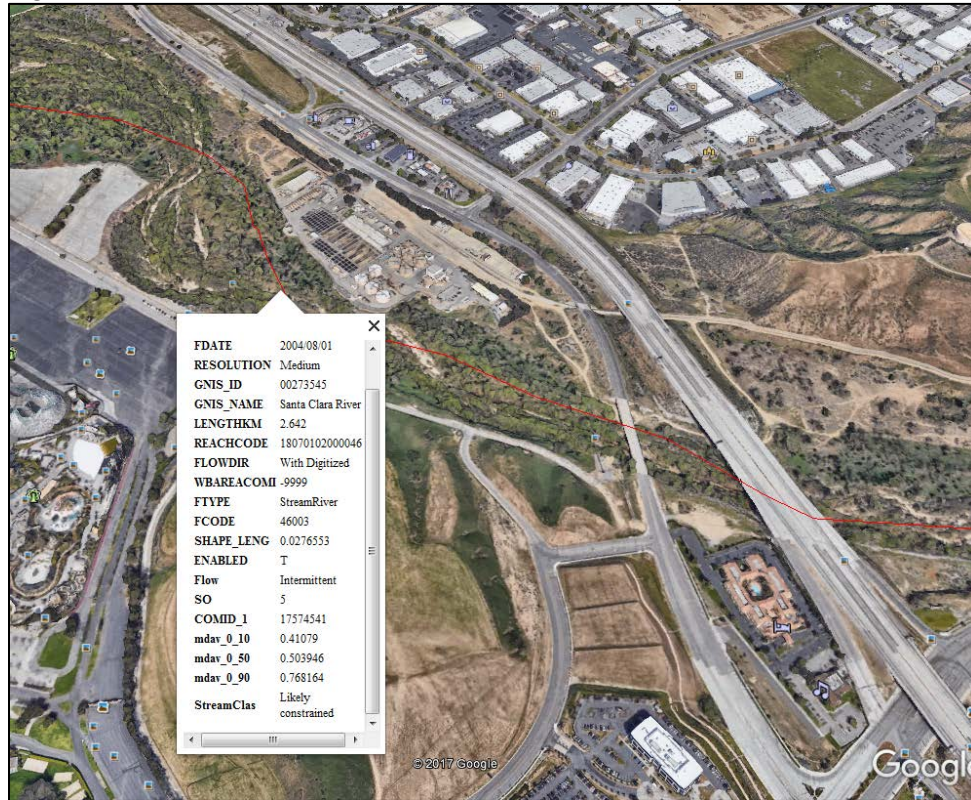 FDATE 2004/08/01
RESOLUTION Medium
GNIS_ID 00273545
GNIS_NAME Santa Clara River
LENGTHKM 2.642
REACHCODE 18070102000046
FLOWDIR With Digitized
WBAREACOMI -9999
FTYPE StreamRiver
FCODE 46003
SHAPE_LENG 0.0276553
ENABLED T
Flow Intermittent
SO 5
COMID_1 17574541
mdav_0_10 0.41079
mdav_0_50 0.503946
mdav_0_90 0.768164
StreamClas Likely
constrained
© 2017 Google
Google